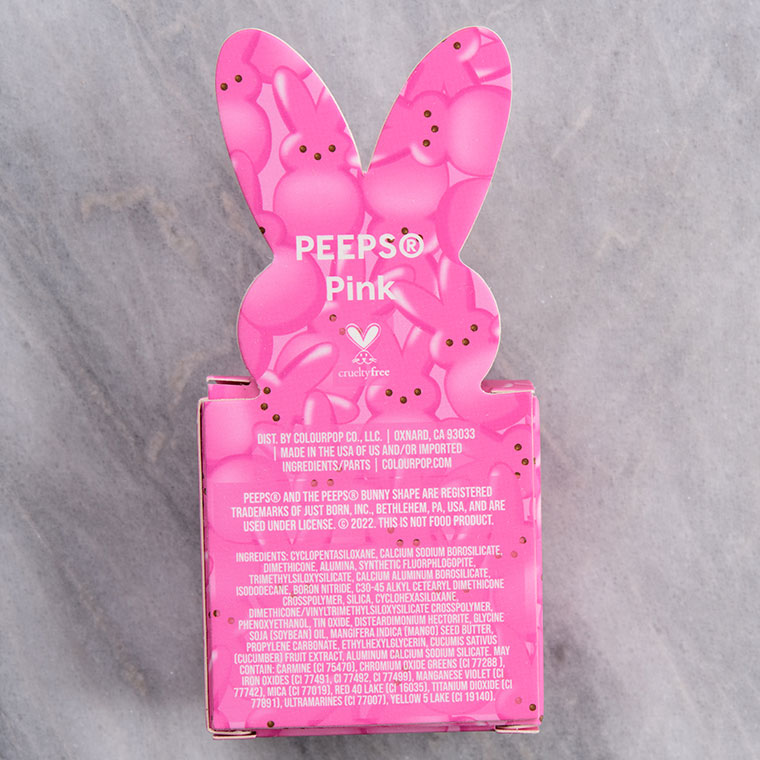 PEEPS®
Pink
crueltyfree
DIST. BY COLOURPOP CO., LLC. | OXNARD, CA 93033
| MADE IN THE USA OF US AND/OR IMPORTED
INGREDIENTS/PARTS | COLOURPOP.COM
PEEPS® AND THE PEEPS® BUNNY SHAPE ARE REGISTERED
TRADEMARKS OF JUST BORN, INC., BETHLEHEM, PA, USA, AND ARE
USED UNDER LICENSE. © 2022. THIS IS NOT FOOD PRODUCT.
INGREDIENTS: CYCLOPENTASILOXANE, CALCIUM SODIUM BOROSILICATE,
DIMETHICONE, ALUMINA, SYNTHETIC FLUORPHLOGOPITE,
TRIMETHYLSILOXYSILICATE, CALCIUM ALUMINUM BOROSILICATE,
ISODODECANE, BORON NITRIDE, C30-45 ALKYL CETEARYL DIMETHICONE
CROSSPOLYMER, SILICA, CYCLOHEXASILOXANE,
DIMETHICONE/VINYLTRIMETHYLSILOXYSILICATE CROSSPOLYMER,
PHENOXYETHANOL, TIN OXIDE, DISTEARDIMONIUM HECTORITE, GLYCINE
SOJA (SOYBEAN) OIL, MANGIFERA INDICA (MANGO) SEED BUTTER,
PROPYLENE CARBONATE, ETHYLHEXYLGLYCERIN, CUCUMIS SATIVUS
(CUCUMBER) FRUIT EXTRACT, ALUMINUM CALCIUM SODIUM SILICATE. MAY
CONTAIN: CARMINE (CI 75470), CHROMIUM OXIDE GREENS (CI 77288 ),
IRON OXIDES (CI 77491, CI 77492, CI 77499), MANGANESE VIOLET (CI
77742), MICA (CI 77019), RED 40 LAKE (CI 16035), TITANIUM DIOXIDE (CI
77891), ULTRAMARINES (CI 77007), YELLOW 5 LAKE (CI 19140).